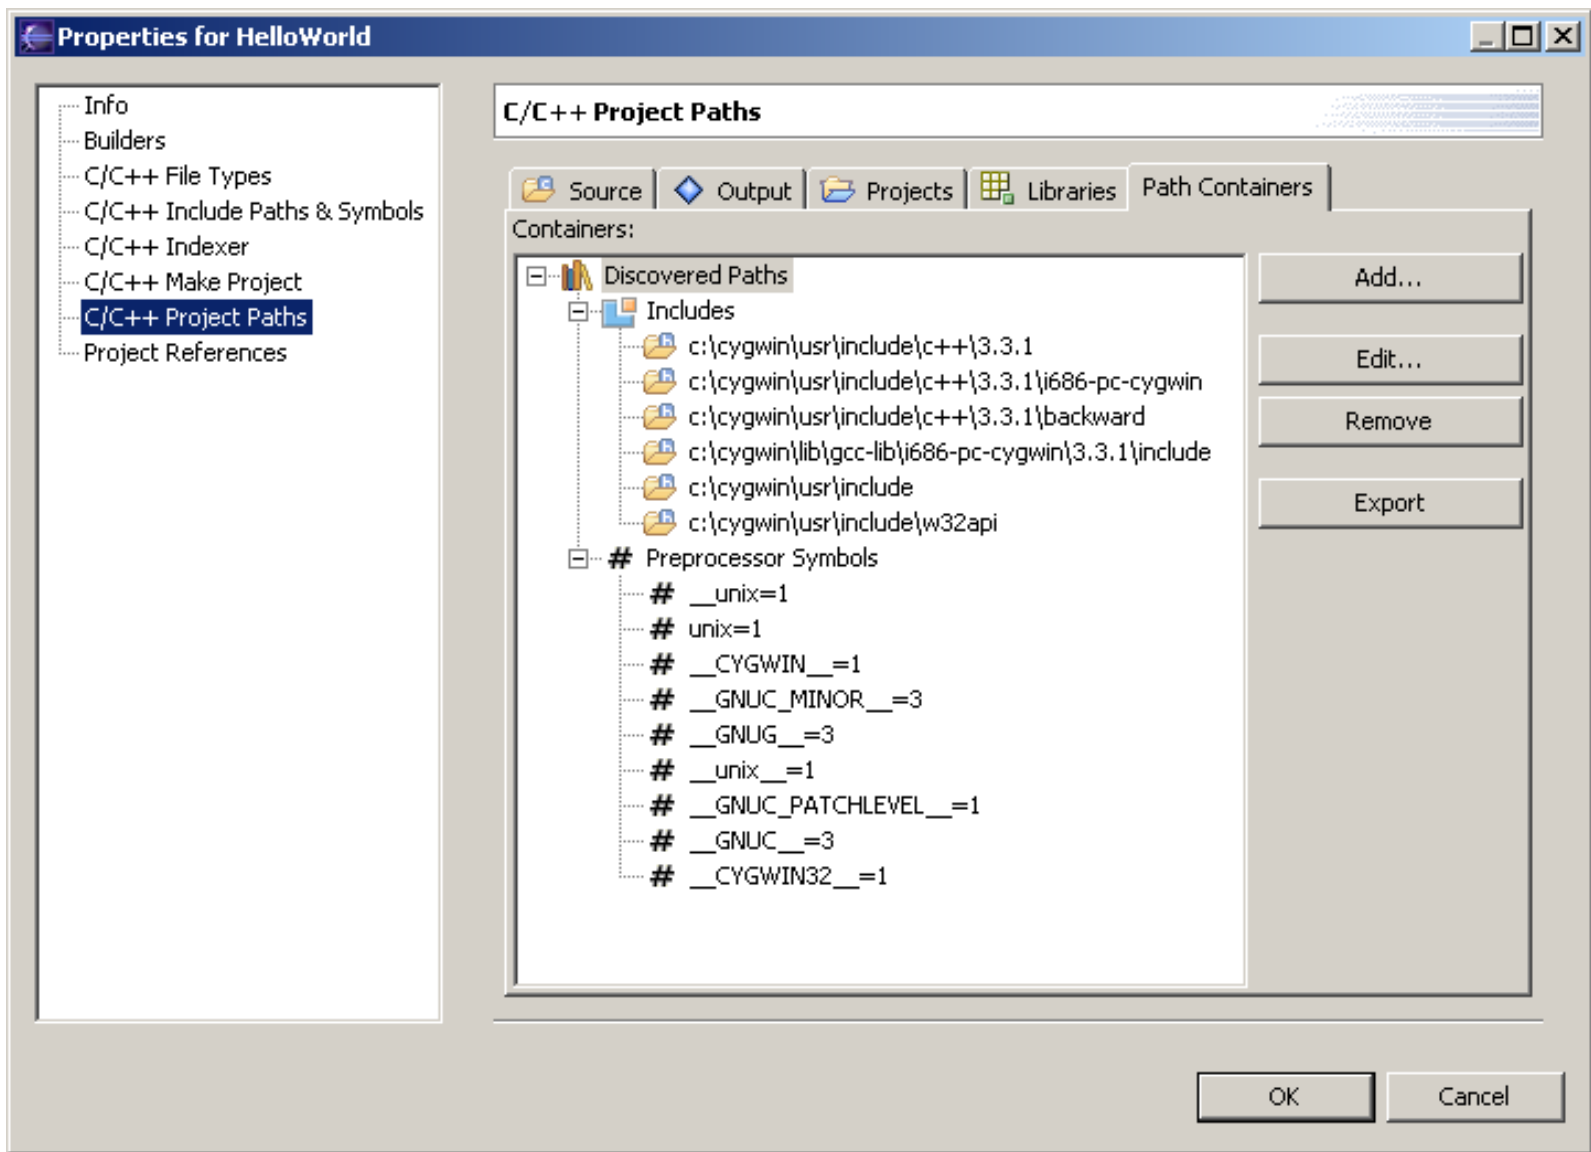 Properties for HelloWorld
Info
Builders
C/C++ File Types
C/C++ Include Paths & Symbols
C/C++ Indexer
C/C++ Make Project
C/C++ Project Paths
Project References
C/C++ Project Paths
Source Output Projects Libraries Path Containers
Containers:
Discovered Paths
Includes
c:\cygwin\usr\include\c++\3.3.1
c:\cygwin\usr\include\c++\3.3.1\i686-pc-cygwin
c:\cygwin\usr\include\c++\3.3.1\backward
c:\cygwin\lib\gcc-lib\i686-pc-cygwin\3.3.1\include
c:\cygwin\usr\include
c:\cygwin\usr\include\w32api
# Preprocessor Symbols
# __unix=1
# unix=1
# __CYGWIN__=1
# __GNUC_MINOR__=3
# __GNUG__=3
# __unix__=1
# __GNUC_PATCHLEVEL__=1
# __GNUC__=3
# __CYGWIN32__=1
Add...
Edit...
Remove
Export
OK Cancel